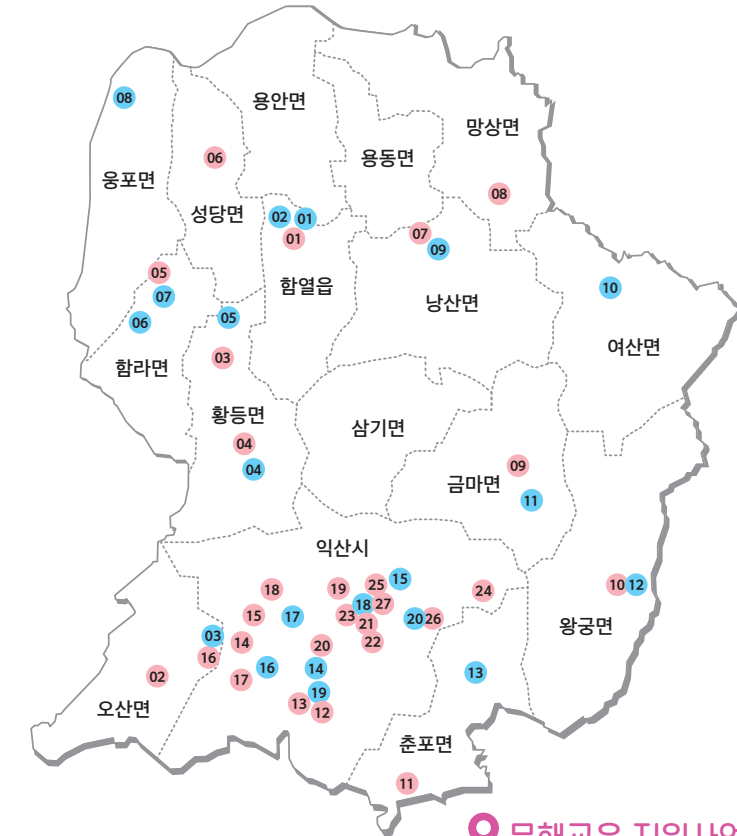 용안면
08
망상면
06
용동면
웅포면
08
성당면
02
01
01
07
09
05
07
함열읍
10
낭산면
06
05
여산면
함라면
03
황등면
삼기면
04
04
09
금마면
11
익산시
18
19
25
15
24
10
12
15
17
23
18
27
21
20
26
왕궁면
03
14
20
22
16
02
17
16
14
13
19
13
12
오산면
춘포면
11